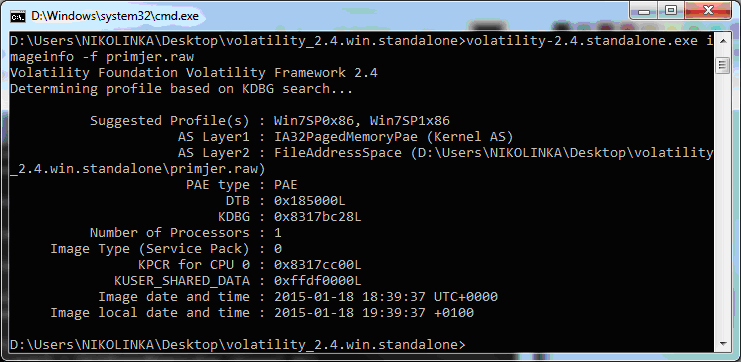 D:\Windows\system32\cmd.exe
D:\Users\NIKOLINKA\Desktop\volatility_2.4.win.standalone>volatility-2.4.standalone.exe i
mageinfo -f primjer.raw
Volatility Foundation Volatility Framework 2.4
Determining profile based on KDBG search...
Suggested Profile(s) : Win7SP0x86, Win7SP1x86
AS Layer1 : IA32PagedMemoryPae (Kernel AS)
AS Layer2 : FileAddressSpace (D:\Users\NIKOLINKA\Desktop\volatility
_2.4.win.standalone\primjer.raw)
PAE type : PAE
DTB : 0x185000L
KDBG : 0x8317bc28L
Number of Processors : 1
Image Type (Service Pack) : 0
KPCR for CPU 0 : 0x8317cc00L
KUSER_SHARED_DATA : 0xffdf0000L
Image date and time : 2015-01-18 18:39:37 UTC+0000
Image local date and time : 2015-01-18 19:39:37 +0100
D:\Users\NIKOLINKA\Desktop\volatility_2.4.win.standalone>